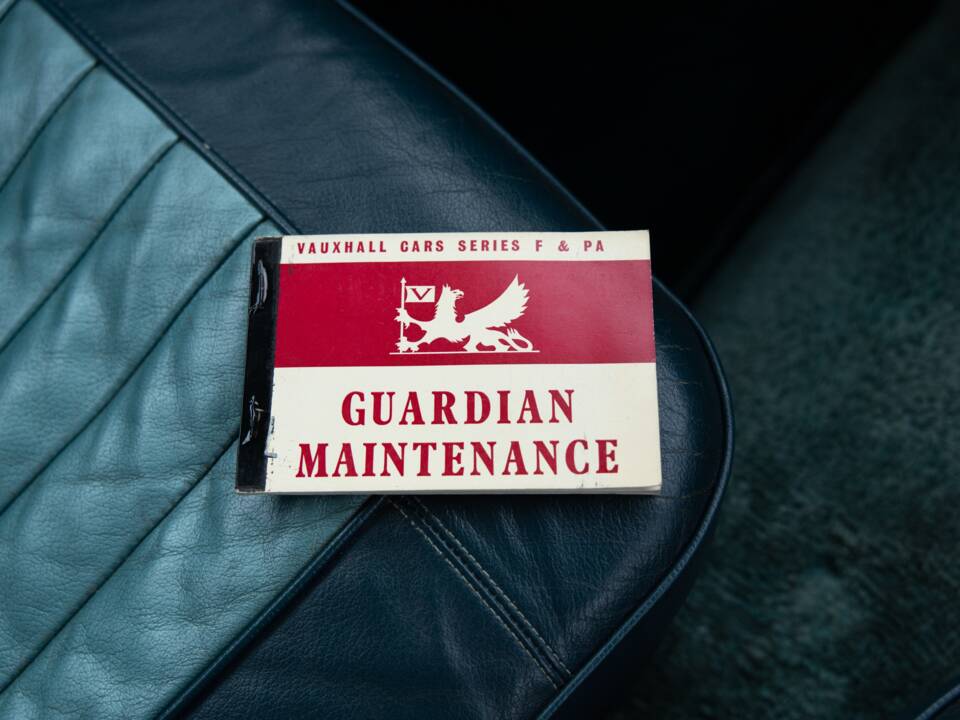 VAUXHALL CARS SERIES F & PA
V
GUARDIAN
MAINTENANCE